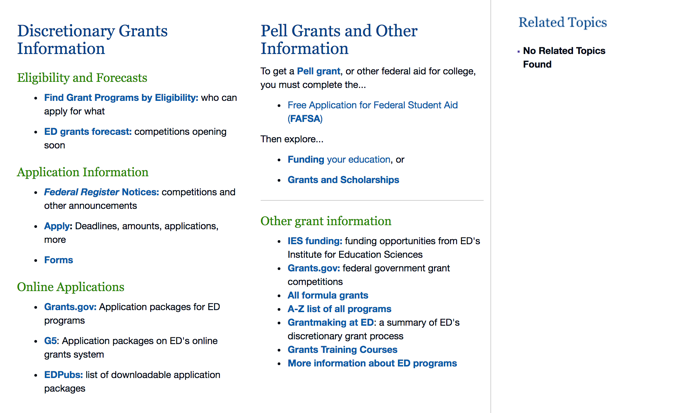 Discretionary Grants
Information
Eligibility and Forecasts
• Find Grant Programs by Eligibility: who can
apply for what
• ED grants forecast: competitions opening
soon
Application Information
• Federal Register Notices: competitions and
other announcements
• Apply: Deadlines, amounts, applications,
more
• Forms
Online Applications
• Grants.gov: Application packages for ED
programs
• G5: Application packages on ED's online
grants system
• EDPubs: list of downloadable application
packages
Pell Grants and Other
Information
To get a Pell grant, or other federal aid for college,
you must complete the...
• Free Application for Federal Student Aid
(FAFSA)
Then explore...
• Funding your education, or
• Grants and Scholarships
Other grant information
• IES funding: funding opportunities from ED's
Institute for Education Sciences
• Grants.gov: federal government grant
competitions
• All formula grants
• A-Z list of all programs
• Grantmaking at ED: a summary of ED's
discretionary grant process
• Grants Training Courses
• More information about ED programs
Related Topics
• No Related Topics
Found